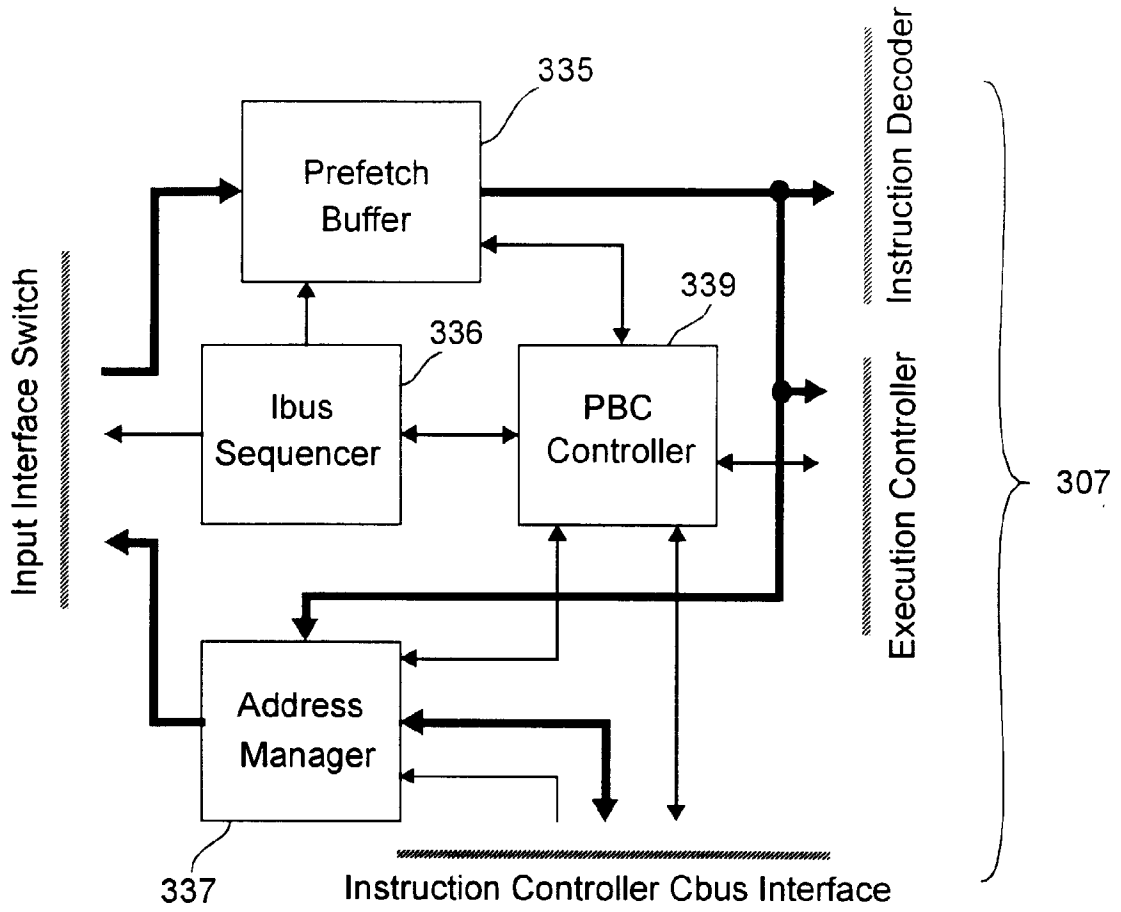 335
Prefetch
Buffer
Instruction Decoder
Input Interface Switch
336
339
Ibus
Sequencer
PBC
Controller
Execution Controller
307
Address
Manager
337
Instruction Controller Cbus Interface